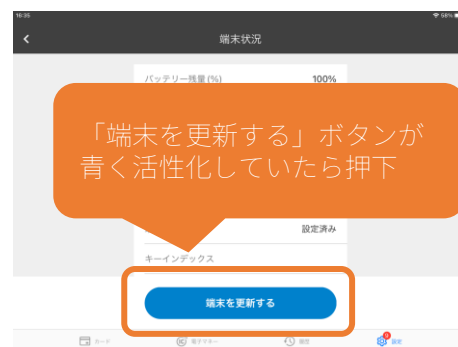 16:35
58%
端末状況
バッテリー残量(%) 100%
「端末を更新する」ボタンが
青く活性化していたら押下
設定済み
キーインデックス
端末を更新する
カード 電子マネー 履歴 設定